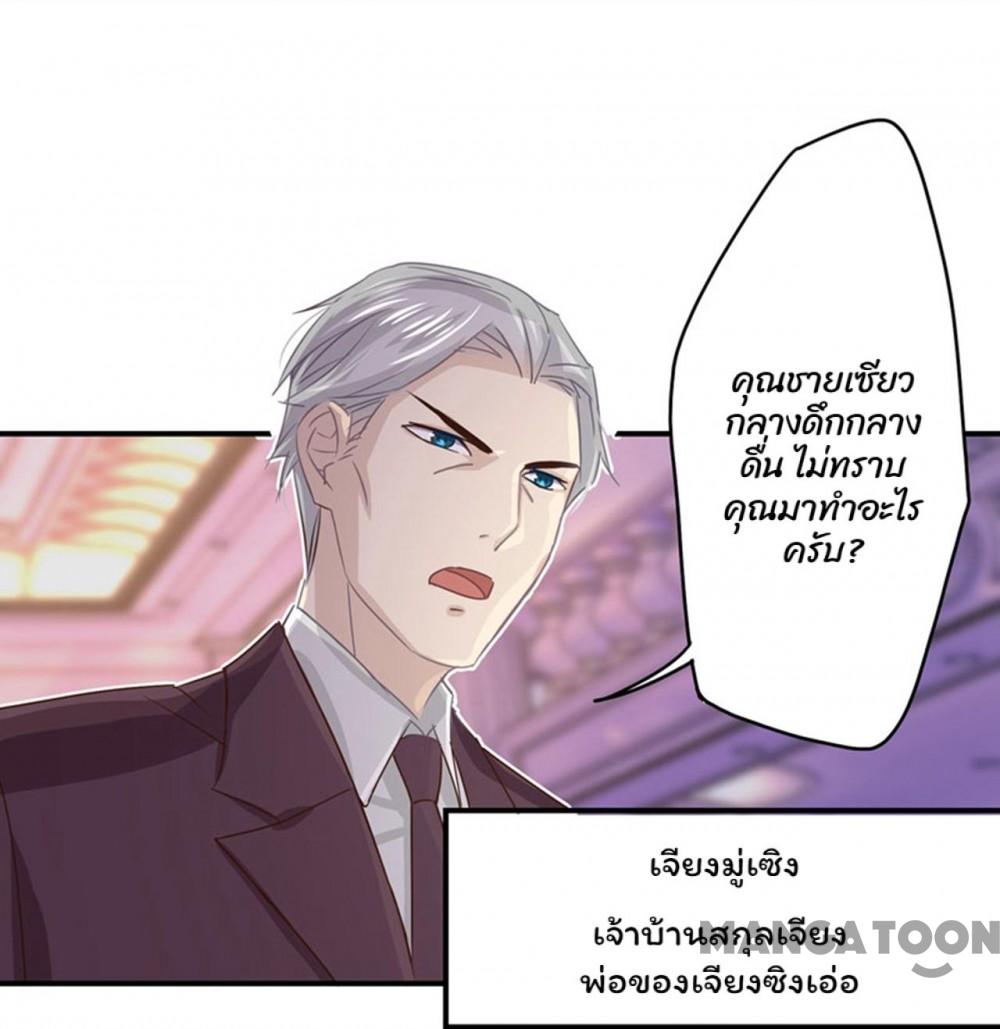 คุณชายเซียว
กลางดึกกลาง
ดื่น ไม่ทราบ
คุณมาทำอะไร
ครับ?
เจียงมู่เซิง
เจ้าบ้านสกุลเจียง
พ่อของเจียงซิงเอ่อ
MANGATOON